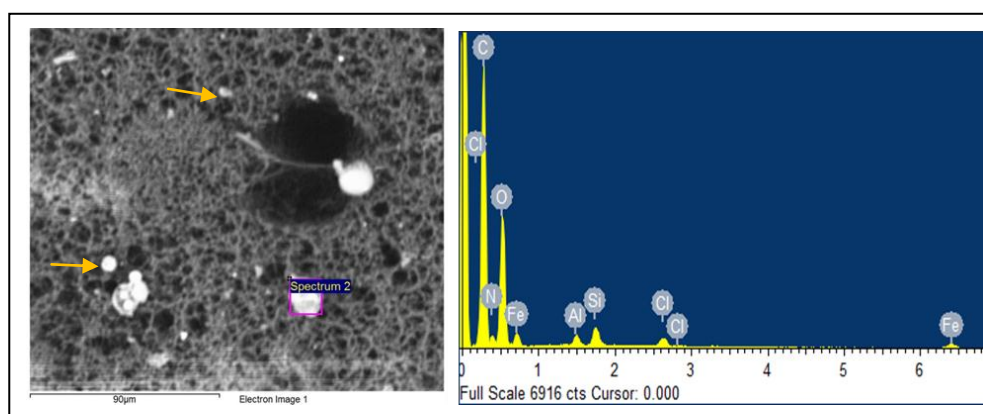 Spectrum 2
90µm
Electron Image 1
C
Cl
O
N
Fe
Al
Si
Cl
Cl
Fe
0 1 2 3 4 5 6
Full Scale 6916 cts Cursor: 0.000